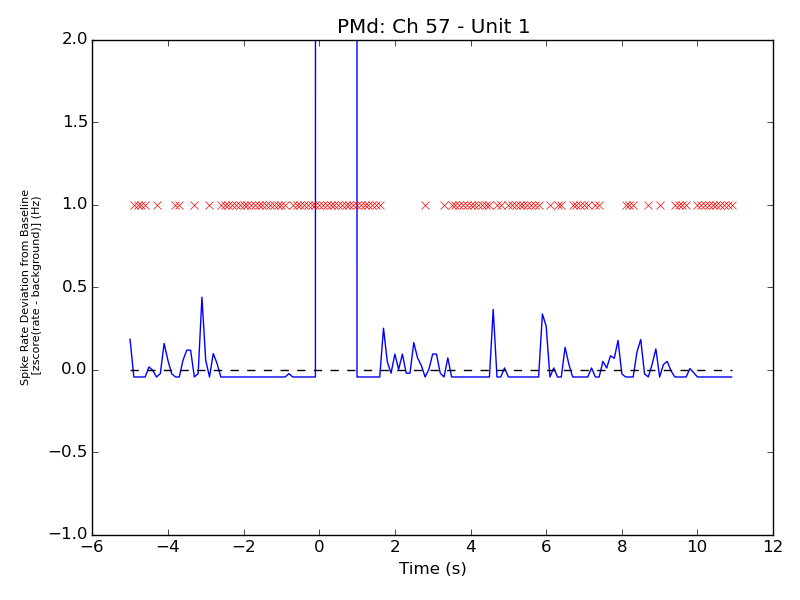 PMd: Ch 57 - Unit 1
2.0
1.5
1.0
0.5
0.0
−0.5
−1.0
Spike Rate Deviation from Baseline
[zscore(rate - background)] (Hz)
−6 −4 −2 0 2 4 6 8 10 12
Time (s)